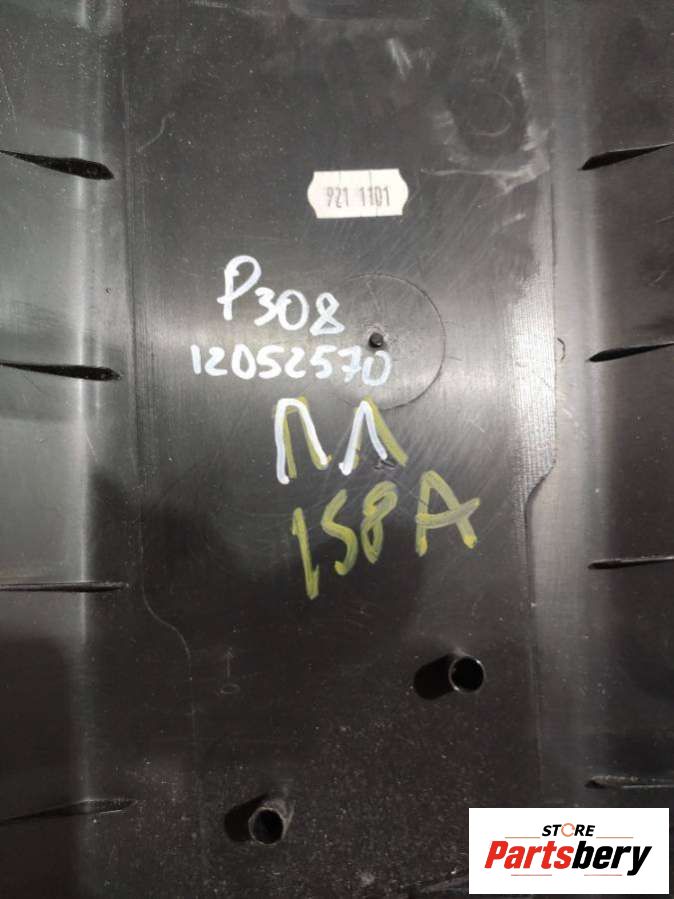 921 1101
P308
12052570
ПЛ
158A
STORE
Partsbery